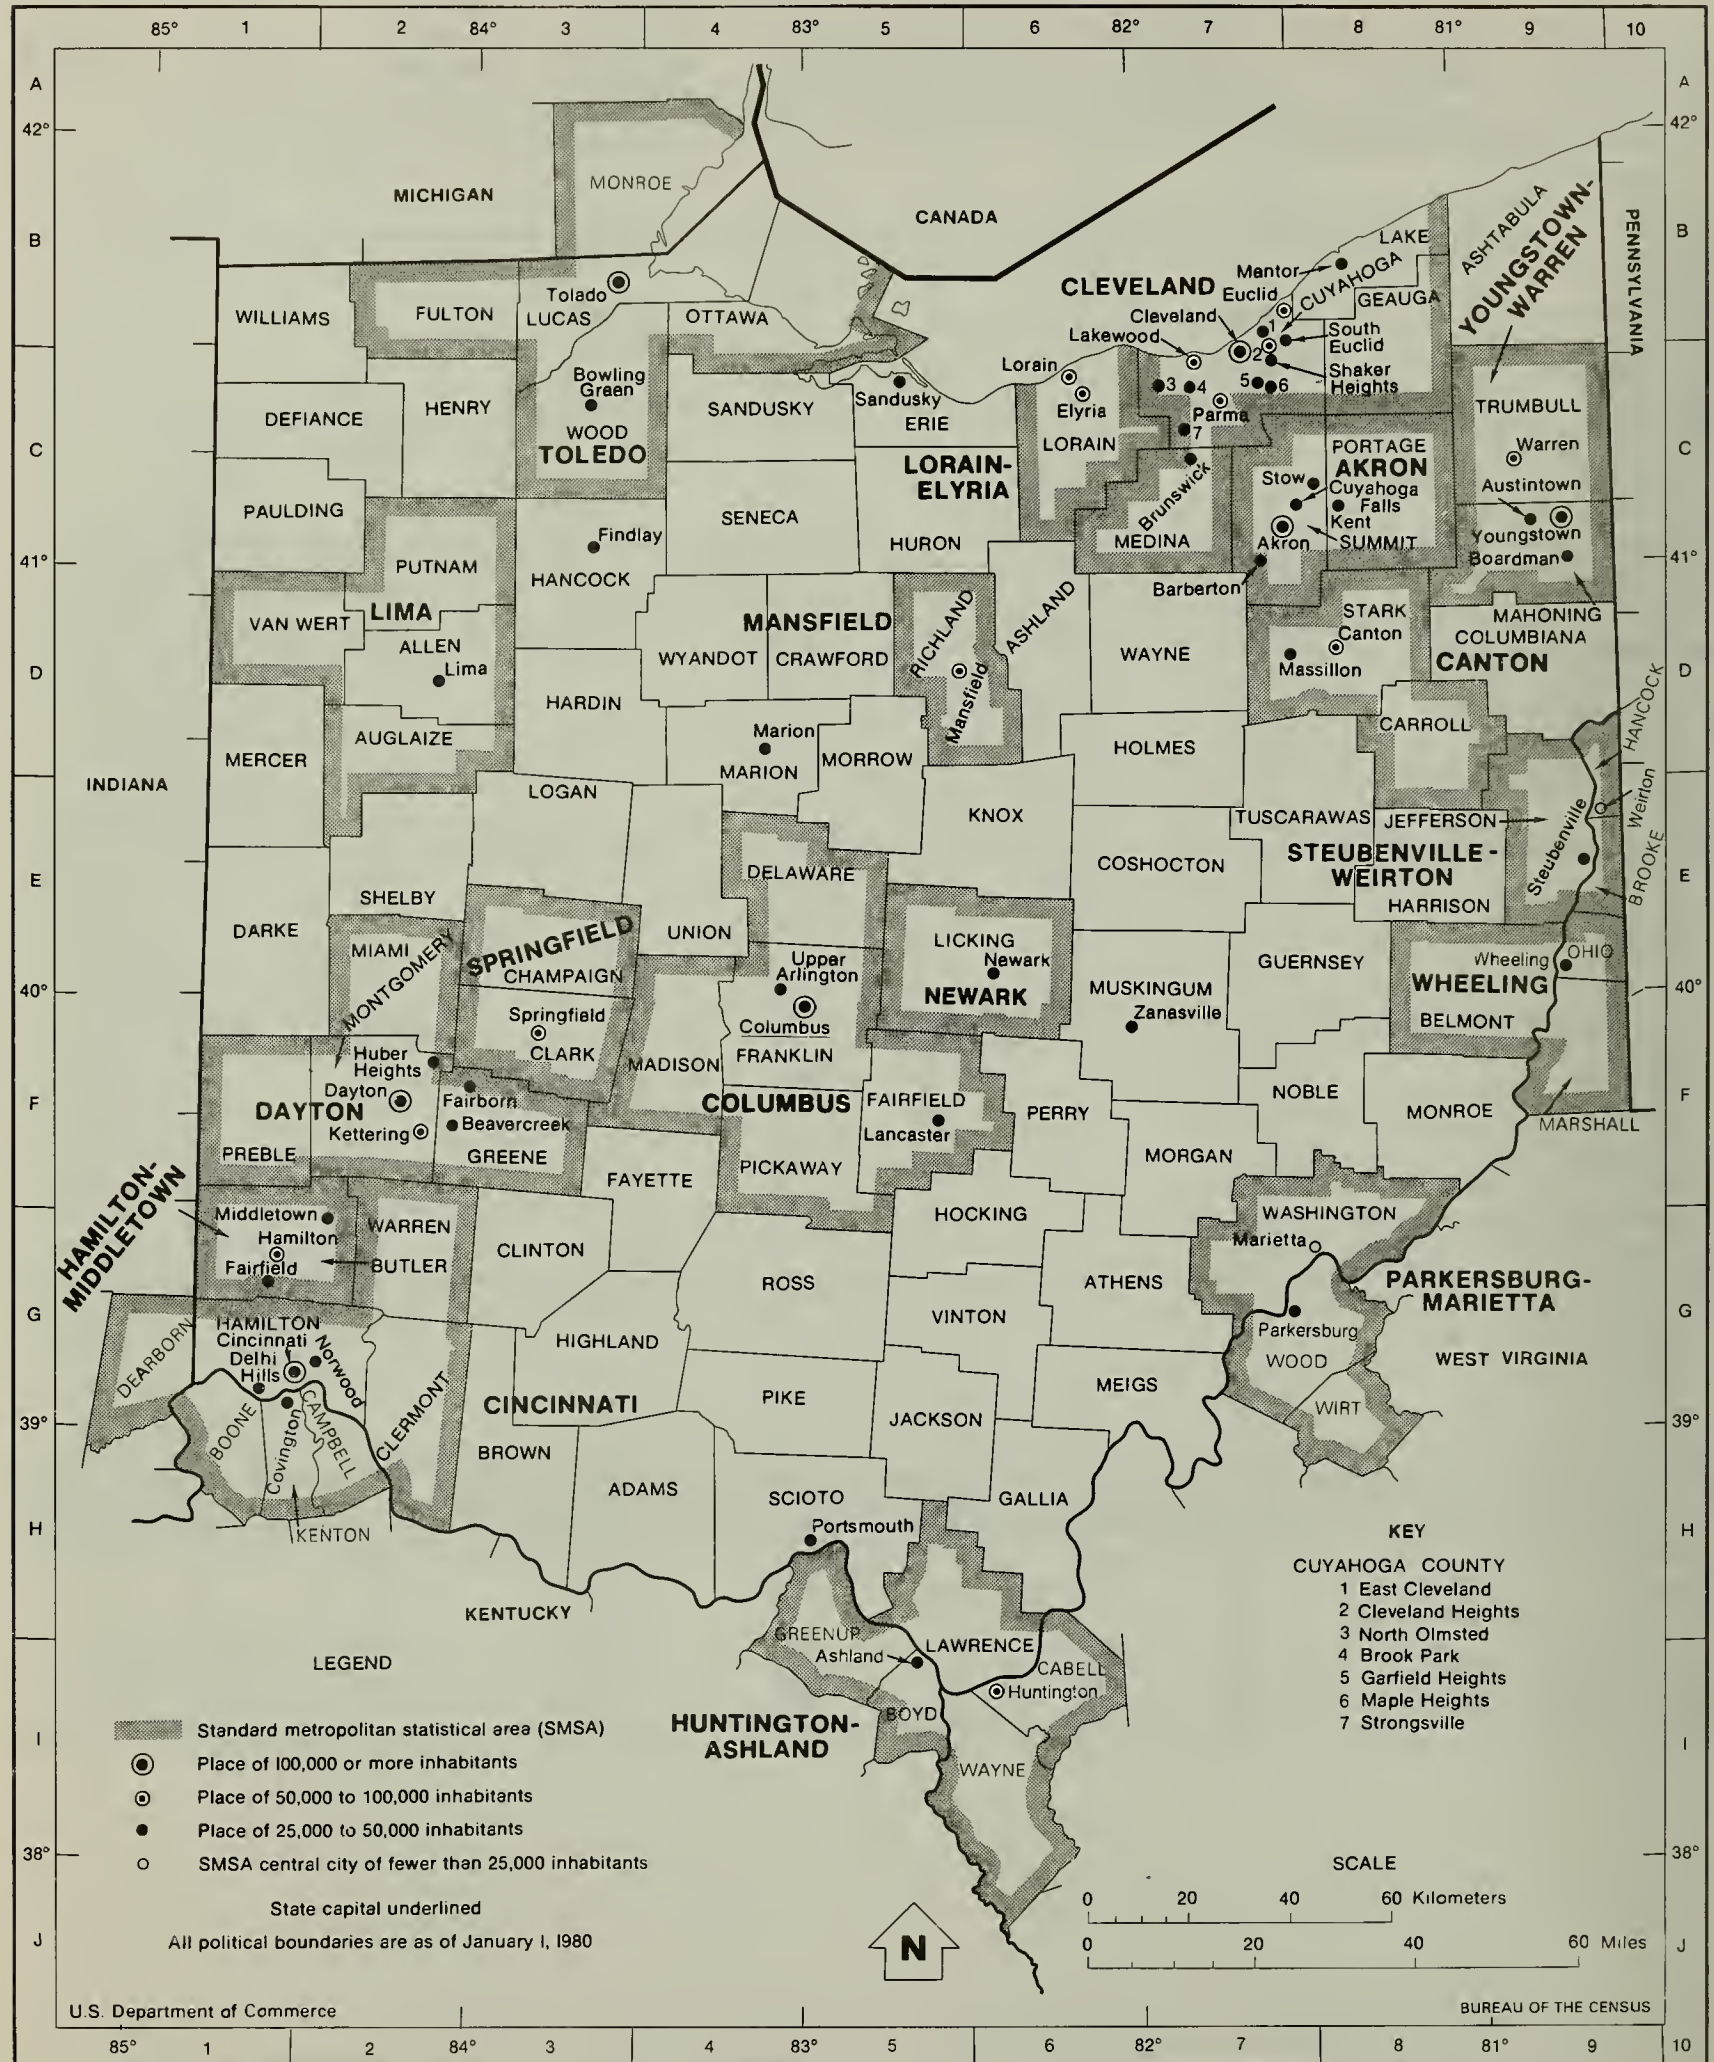 85° 1 2 84° 3 4 83° 5 6 82° 7 8 81° 9 10
A
A
42°
42°
MONROE
MICHIGAN
CANADA
B
B
PENNSYLVANIA
ASHTABULA
YOUNGSTOWN-
WARREN
LAKE
Mentor
CUYAHOGA
CLEVELAND
Euclid
GEAUGA
Tolado
LUCAS
FULTON
WILLIAMS
OTTAWA
Cleveland
1
South
Euclid
Lakewood
2
Lorain
Shaker
Heights
Bowling
Green
Sandusky
3
4
5
6
Elyria
Parma
TRUMBULL
HENRY
DEFIANCE
SANDUSKY
ERIE
WOOD
TOLEDO
LORAIN
7
PORTAGE
Warren
C
C
LORAIN-
ELYRIA
AKRON
Brunswick
Stow
Cuyahoga
Falls
Austintown
PAULDING
SENECA
Kent
Findlay
HURON
MEDINA
Akron
SUMMIT
Youngstown
Boardman
41°
41°
PUTNAM
HANCOCK
Barberton
VAN WERT
LIMA
MANSFIELD
RICHLAND
ASHLAND
STARK
Canton
MAHONING
COLUMBIANA
ALLEN
Lima
WYANDOT
CRAWFORD
WAYNE
Massillon
CANTON
D
D
Mansfield
HANCOCK
HARDIN
CARROLL
AUGLAIZE
Marion
MARION
MORROW
HOLMES
MERCER
INDIANA
LOGAN
KNOX
TUSCARAWAS
JEFFERSON
Steubenville
Weirton
BROOKE
STEUBENVILLE-
WEIRTON
COSHOCTON
DELAWARE
E
E
SHELBY
HARRISON
DARKE
MIAMI
MONTGOMERY
SPRINGFIELD
CHAMPAIGN
UNION
LICKING
Newark
NEWARK
Upper
Arlington
GUERNSEY
Wheeling
OHIO
WHEELING
40°
40°
MUSKINGUM
Zanasville
Springfield
CLARK
Columbus
FRANKLIN
BELMONT
Huber
Heights
MADISON
Dayton
DAYTON
Fairborn
COLUMBUS
FAIRFIELD
PERRY
NOBLE
MONROE
F
F
Kettering
Beavercreek
Lancaster
MARSHALL
PREBLE
GREENE
PICKAWAY
MORGAN
FAYETTE
HAMILTON-
MIDDLETOWN
Middletown
Hamilton
WARREN
HOCKING
WASHINGTON
Marietta
Fairfield
BUTLER
CLINTON
ROSS
ATHENS
PARKERSBURG-
MARIETTA
G
G
HAMILTON
Cincinnati
Norwood
VINTON
Parkersburg
DEARBORN
Delhi
Hills
HIGHLAND
WOOD
WEST VIRGINIA
MEIGS
PIKE
CINCINNATI
JACKSON
WIRT
39°
39°
BOONE
Covington
CAMPBELL
CLERMONT
BROWN
ADAMS
SCIOTO
GALLIA
KENTON
Portsmouth
H
H
KEY
CUYAHOGA COUNTY
1 East Cleveland
2 Cleveland Heights
3 North Olmsted
4 Brook Park
5 Garfield Heights
6 Maple Heights
7 Strongsville
KENTUCKY
GREENUP
Ashland
LAWRENCE
CABELL
Huntington
BOYD
HUNTINGTON-
ASHLAND
WAYNE
I
I
LEGEND
Standard metropolitan statistical area (SMSA)
Place of 100,000 or more inhabitants
Place of 50,000 to 100,000 inhabitants
Place of 25,000 to 50,000 inhabitants
SMSA central city of fewer than 25,000 inhabitants
State capital underlined
All political boundaries are as of January 1, 1980
38°
38°
SCALE
0 20 40 60 Kilometers
0 20 40 60 Miles
N
J
J
U.S. Department of Commerce
BUREAU OF THE CENSUS
85° 1 2 84° 3 4 83° 5 6 82° 7 8 81° 9 10